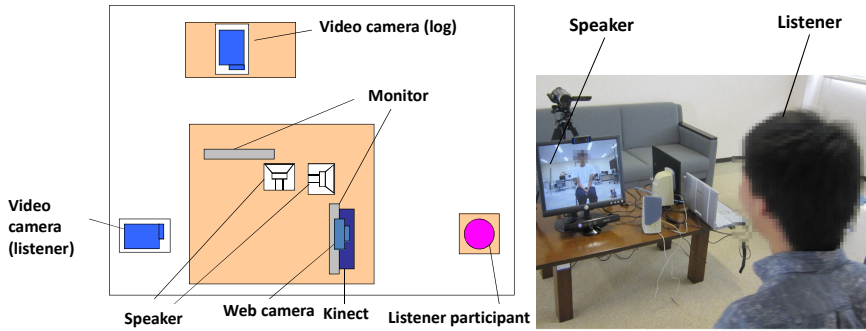 Video camera (log)
Monitor
Video
camera
(listener)
Speaker
Web camera
Kinect
Listener participant
Speaker
Listener